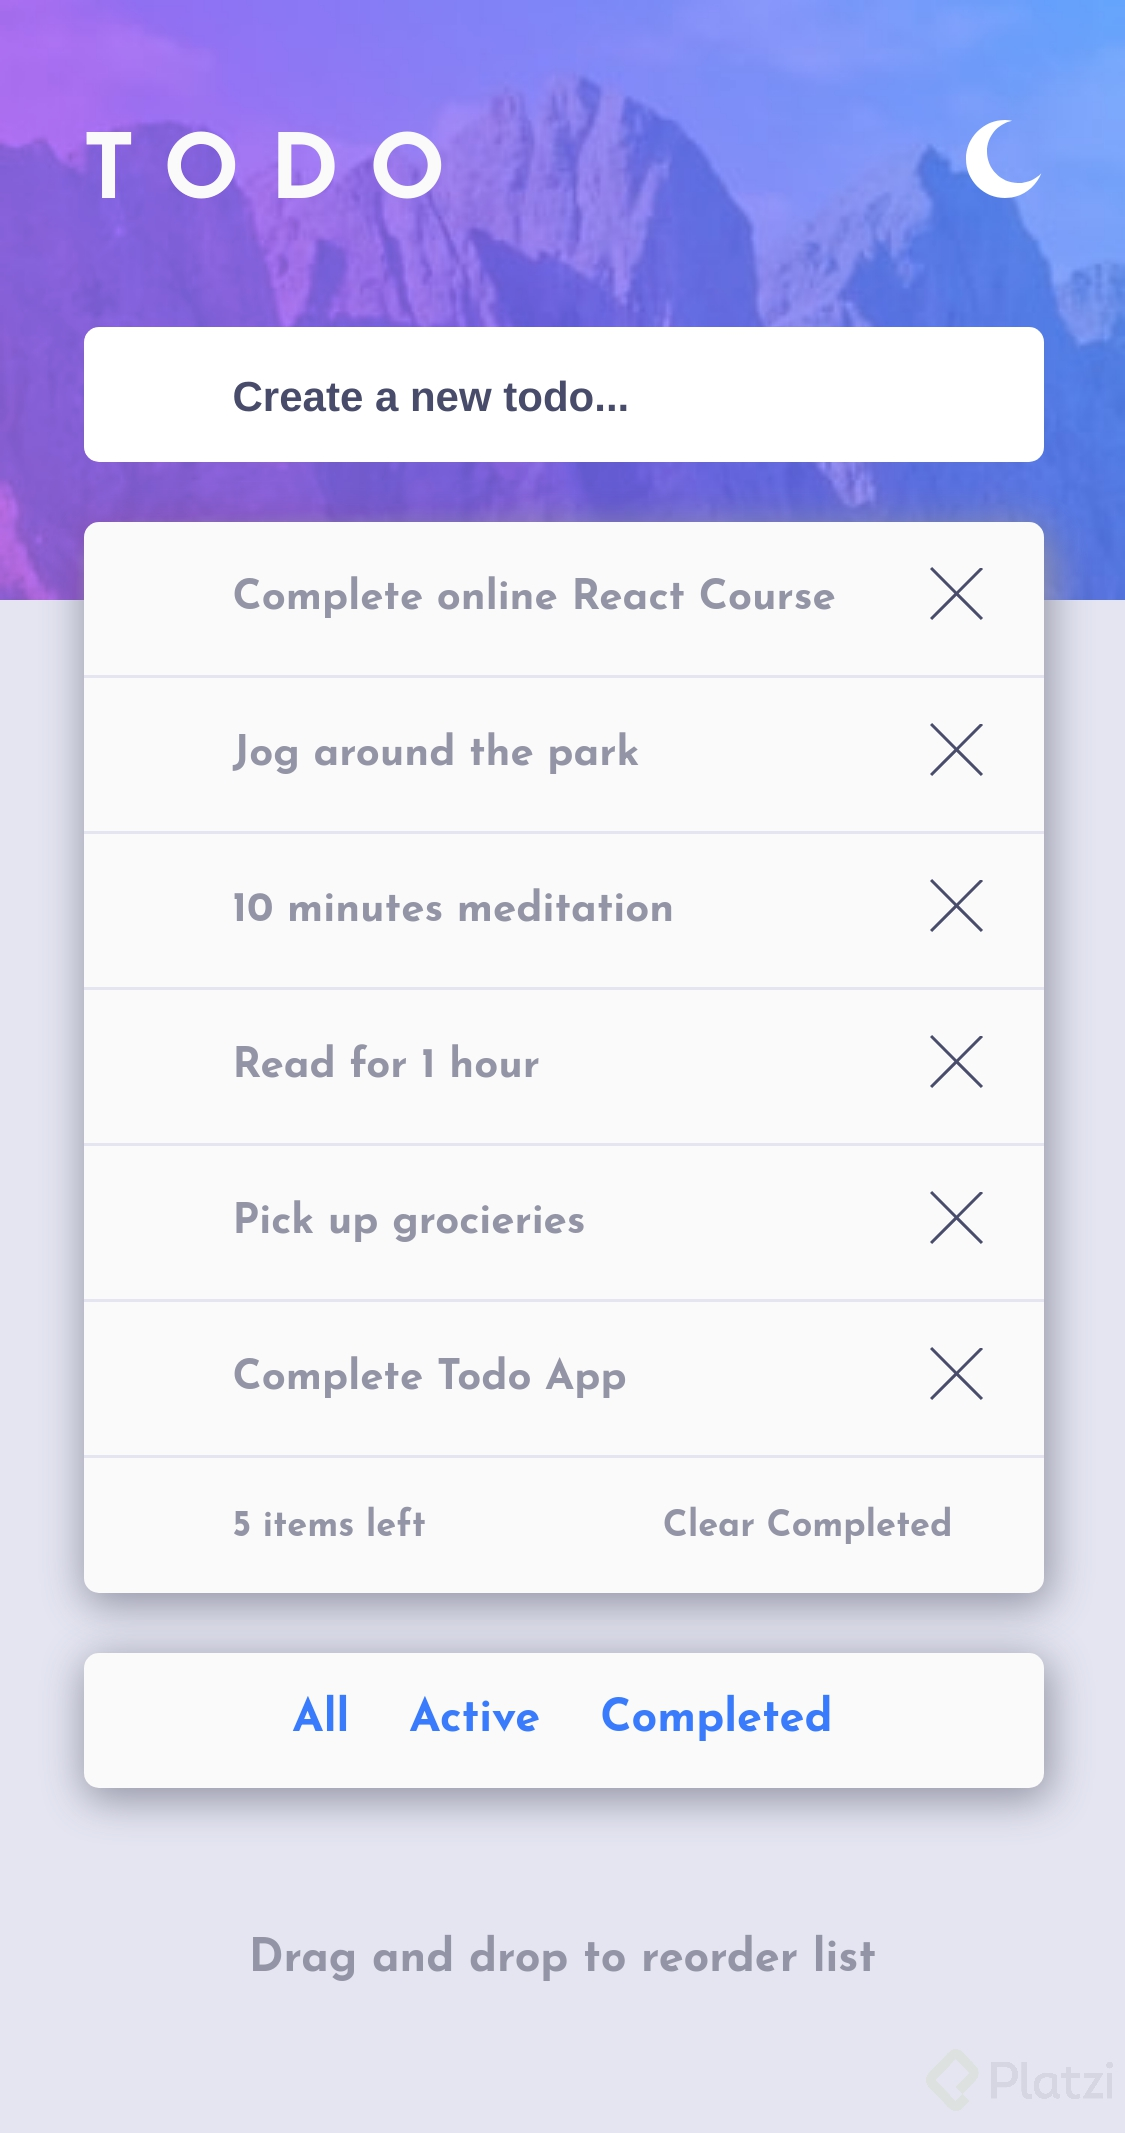 TODO
Create a new todo...
Complete online React Course
Jog around the park
10 minutes meditation
Read for 1 hour
Pick up grocieries
Complete Todo App
5 items left Clear Completed
All Active Completed
Drag and drop to reorder list
Platzi